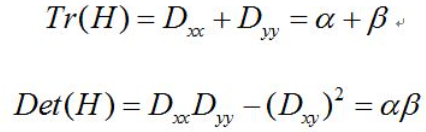 Tr(H) = D_xx + D_yy = α + β ↵
Det(H) = D_xx D_yy − (D_xy)² = αβ